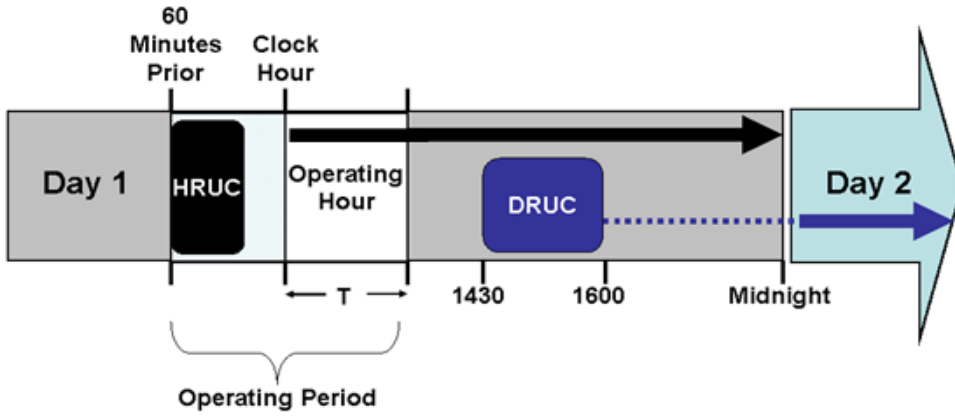 60
Minutes
Prior
Clock
Hour
Day 1
HRUC
Operating
Hour
DRUC
Day 2
T
1430
1600
Midnight
Operating Period